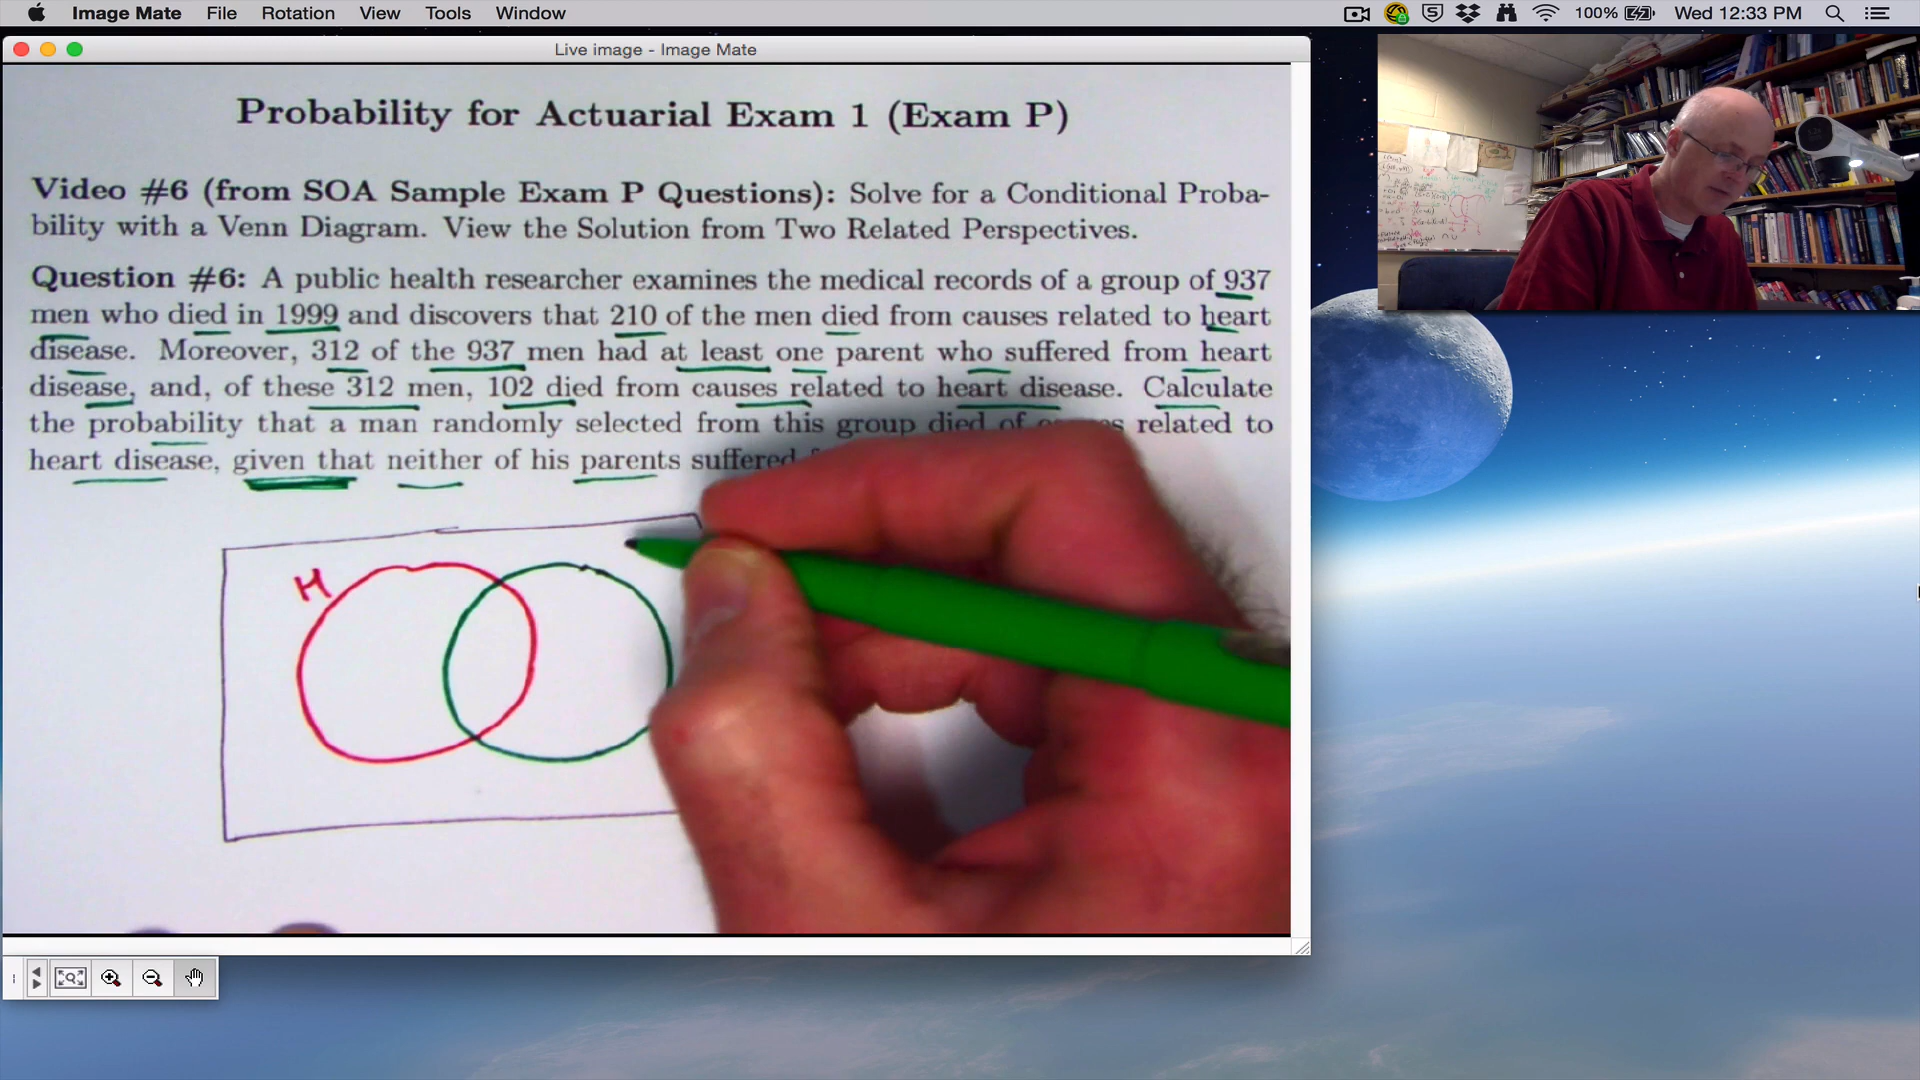 Image Mate File Rotation View Tools Window 100% Wed 12:33 PM
Live image - Image Mate
Probability for Actuarial Exam 1 (Exam P)
Video #6 (from SOA Sample Exam P Questions): Solve for a Conditional Proba-
bility with a Venn Diagram. View the Solution from Two Related Perspectives.
Question #6: A public health researcher examines the medical records of a group of 937
men who died in 1999 and discovers that 210 of the men died from causes related to heart
disease. Moreover, 312 of the 937 men had at least one parent who suffered from heart
disease, and, of these 312 men, 102 died from causes related to heart disease. Calculate
the probability that a man randomly selected from this group died of causes related to
heart disease, given that neither of his parents suffered
H